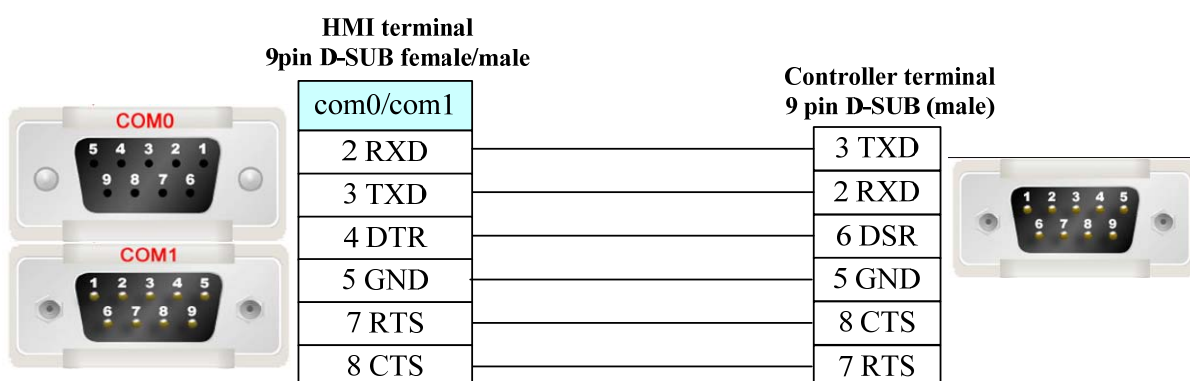 HMI terminal
9pin D-SUB female/male
Controller terminal
9 pin D-SUB (male)
com0/com1
COM0
5 4 3 2 1
9 8 7 6
COM1
1 2 3 4 5
6 7 8 9
2 RXD
3 TXD
3 TXD
2 RXD
4 DTR
6 DSR
5 GND
5 GND
7 RTS
8 CTS
8 CTS
7 RTS
1 2 3 4 5
6 7 8 9